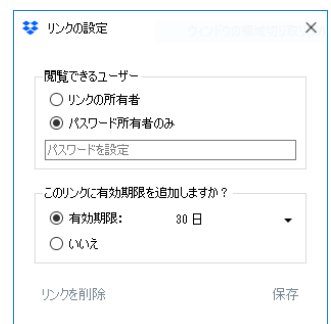 リンクの設定
閲覧できるユーザー
リンクの所有者
パスワード所有者のみ
パスワードを設定
このリンクに有効期限を追加しますか?
有効期限: 30 日
いいえ
リンクを削除 保存